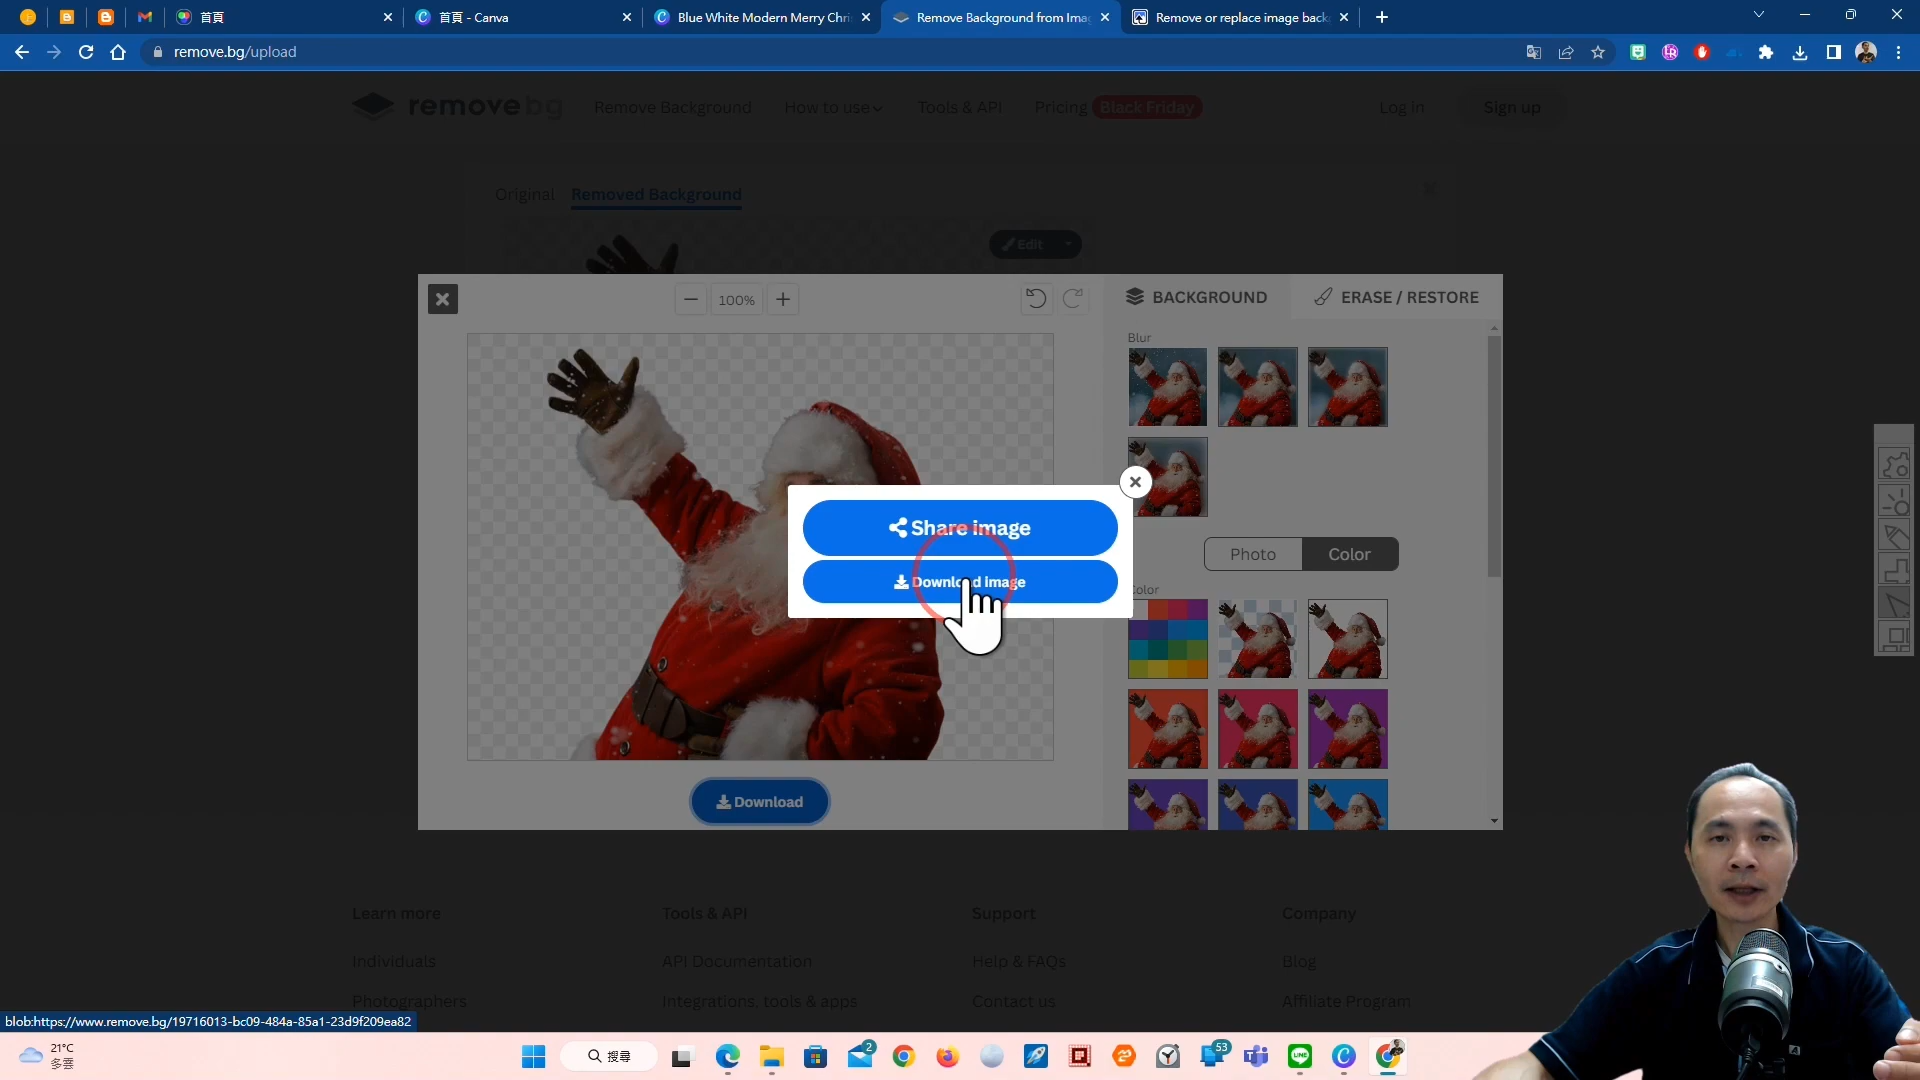 首頁
首頁 - Canva
Blue White Modern Merry Chri
Remove Background from Ima
Remove or replace image back
remove.bg/upload
remove bg
Remove Background
How to use
Tools & API
Pricing
Black Friday
Log in
Sign up
Original
Removed Background
Edit
100%
BACKGROUND
ERASE / RESTORE
Blur
Share image
Download Image
Photo
Color
Color
Download
Learn more
Tools & API
Support
Company
Individuals
API Documentation
Help & FAQs
Blog
Photographers
Integrations, tools & apps
Contact us
Affiliate Program
blob:https://www.remove.bg/19716013-bc09-484a-85a1-23d9f209ea82
21°C
多雲
搜尋
2
53
LINE